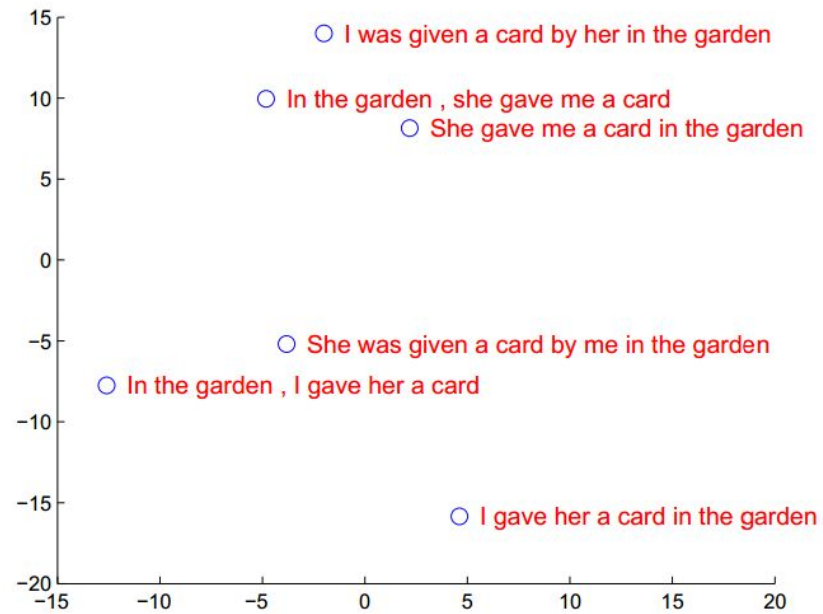 15
I was given a card by her in the garden
10
In the garden , she gave me a card
She gave me a card in the garden
5
0
−5
She was given a card by me in the garden
In the garden , I gave her a card
−10
−15
I gave her a card in the garden
−20
−15 −10 −5 0 5 10 15 20